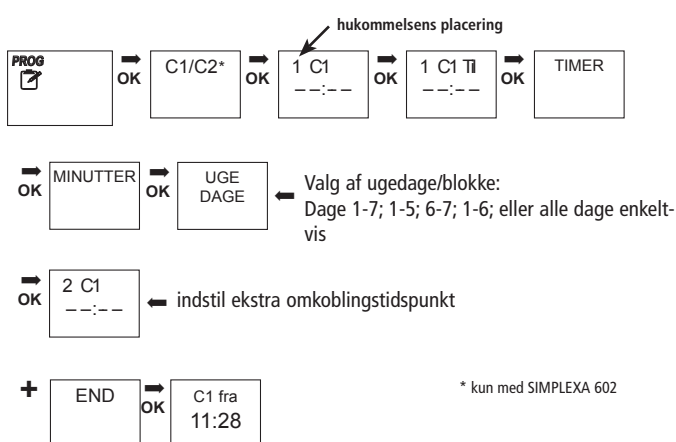 hukommelsens placering
PROG
OK
C1/C2*
OK
1 C1
––:––
OK
1 C1 Til
––:––
OK
TIMER
OK
MINUTTER
OK
UGE
DAGE
Valg af ugedage/blokke:
Dage 1-7; 1-5; 6-7; 1-6; eller alle dage enkelt-
vis
OK
2 C1
––:––
indstil ekstra omkoblingstidspunkt
+
END
OK
C1 fra
11:28
* kun med SIMPLEXA 602